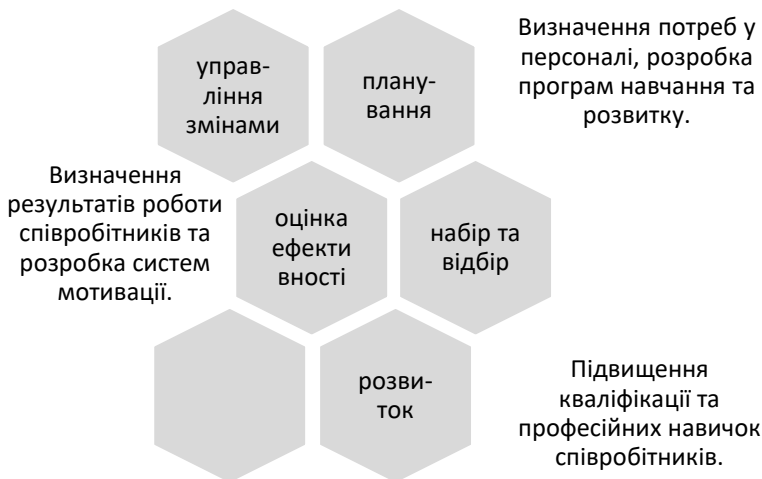 управ-
ління
змінами
плану-
вання
Визначення потреб у
персоналі, розробка
програм навчання та
розвитку.
Визначення
результатів роботи
співробітників та
розробка систем
мотивації.
оцінка
ефекти
вності
набір та
відбір
розви-
ток
Підвищення
кваліфікації та
професійних навичок
співробітників.